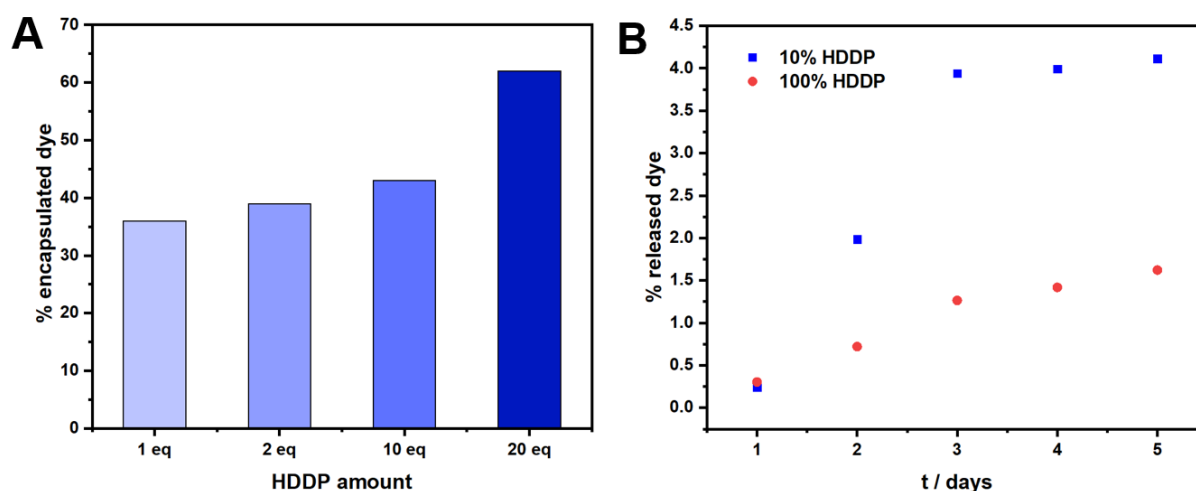 A
% encapsulated dye
70
60
50
40
30
20
10
0
1 eq
2 eq
10 eq
20 eq
HDDP amount
B
% released dye
4.5
4.0
3.5
3.0
2.5
2.0
1.5
1.0
0.5
0.0
10% HDDP
100% HDDP
1
2
3
4
5
t / days